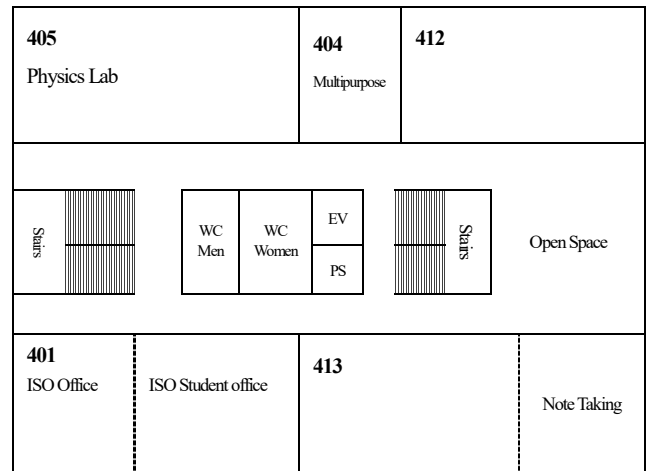 405
Physics Lab
404
Multipurpose
412
Stairs
WC
Men
WC
Women
EV
PS
Stairs
Open Space
401
ISO Office
ISO Student office
413
Note Taking